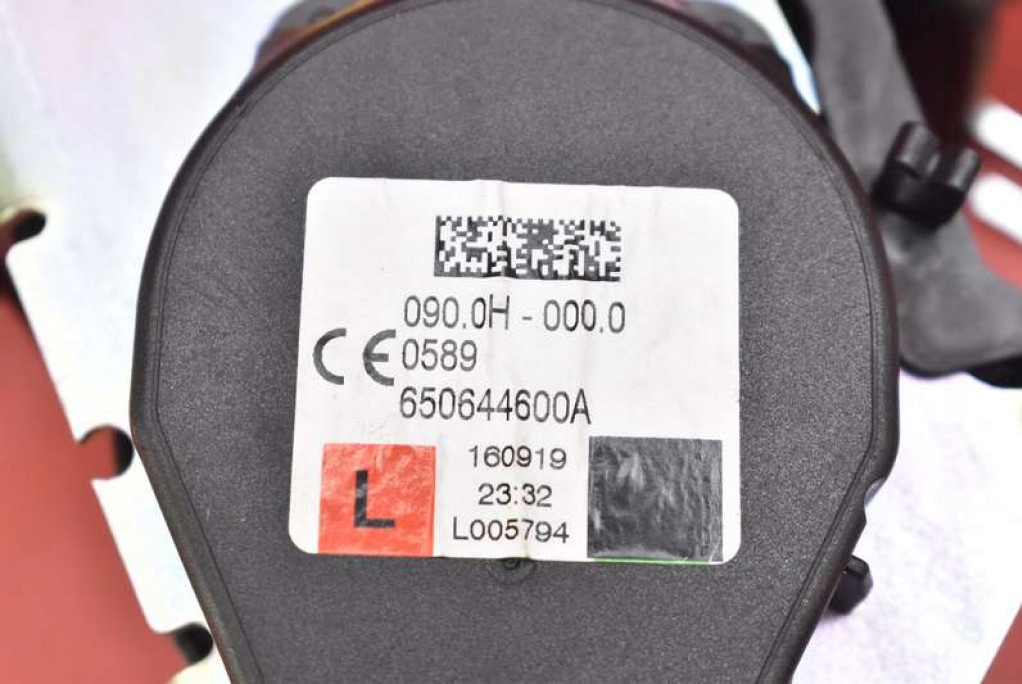 090.0H - 000.0
CE 0589
650644600A
L
160919
23:32
L005794